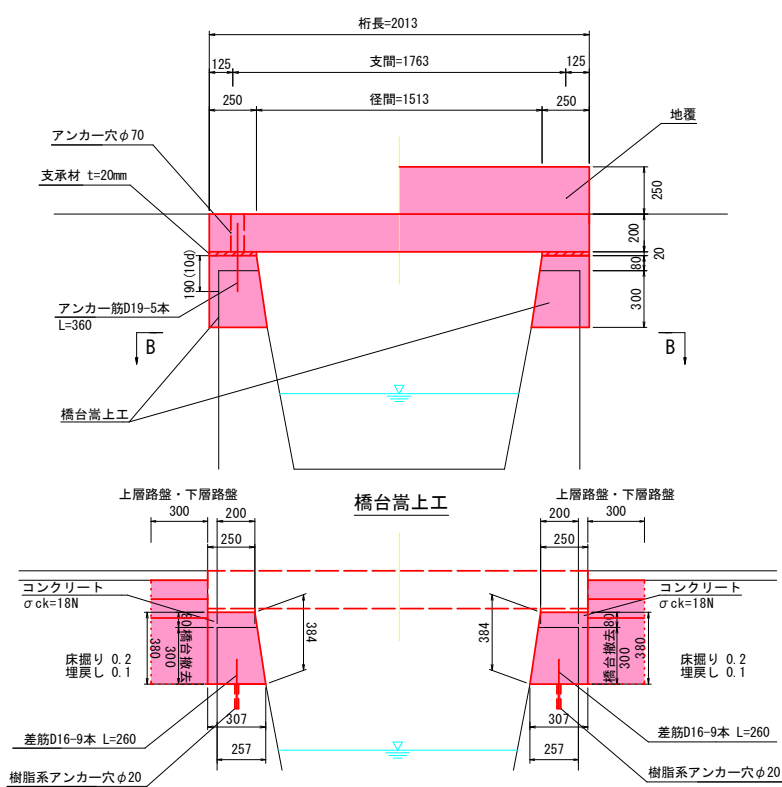 桁長=2013
125
支間=1763
125
250
径間=1513
250
アンカー穴φ70
地覆
支承材 t=20mm
250
200
20
80
190(10d)
300
アンカー筋D19-5本
L=360
B
B
橋台嵩上工
上層路盤・下層路盤
橋台嵩上工
上層路盤・下層路盤
300
200
200
300
250
250
コンクリート
σck=18N
コンクリート
σck=18N
80
橋台撤去
300
380
384
384
80
橋台撤去
300
380
床掘り 0.2
埋戻し 0.1
床掘り 0.2
埋戻し 0.1
307
307
差筋D16-9本 L=260
257
257
差筋D16-9本 L=260
樹脂系アンカー穴φ20
樹脂系アンカー穴φ20